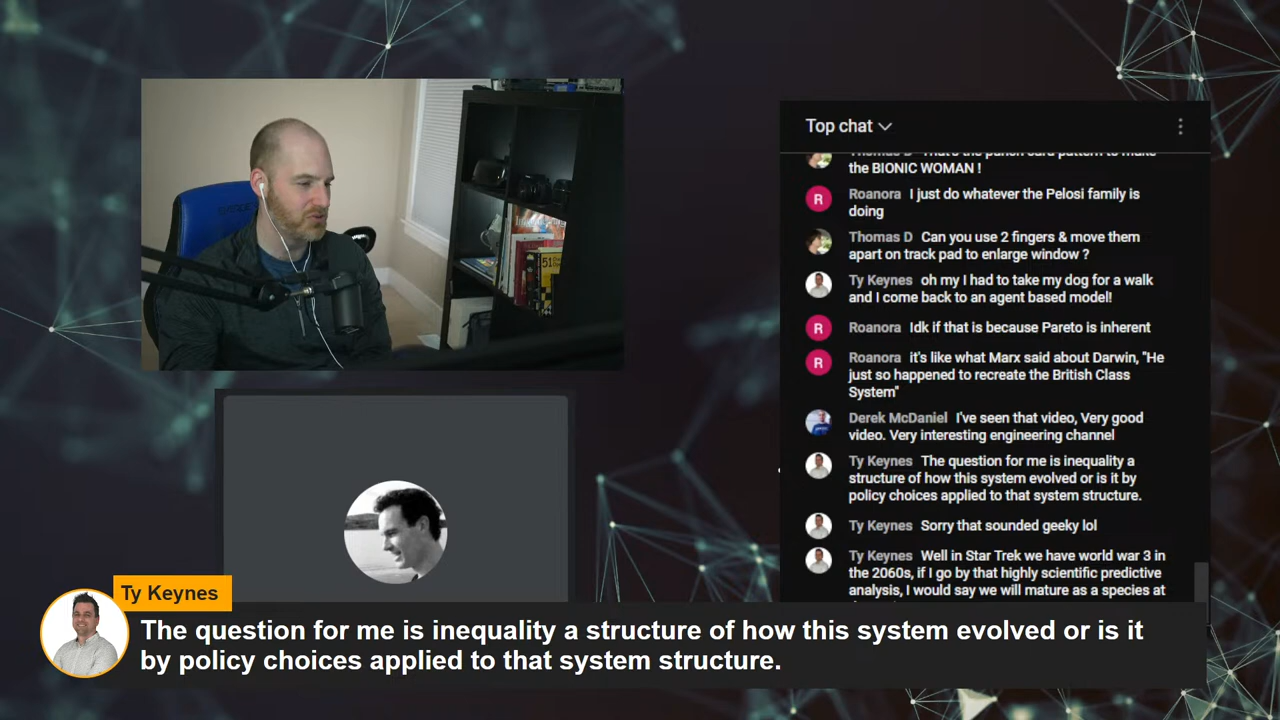 Top chat
Thomas D That's the punch card pattern to make
the BIONIC WOMAN !
R Roanora I just do whatever the Pelosi family is
doing
Thomas D Can you use 2 fingers & move them
apart on track pad to enlarge window ?
Ty Keynes oh my I had to take my dog for a walk
and I come back to an agent based model!
R Roanora Idk if that is because Pareto is inherent
R Roanora it's like what Marx said about Darwin, "He
just so happened to recreate the British Class
System"
Derek McDaniel I've seen that video, Very good
video. Very interesting engineering channel
Ty Keynes The question for me is inequality a
structure of how this system evolved or is it by
policy choices applied to that system structure.
Ty Keynes Sorry that sounded geeky lol
Ty Keynes Well in Star Trek we have world war 3 in
the 2060s, if I go by that highly scientific predictive
analysis, I would say we will mature as a species at
51
Ty Keynes
The question for me is inequality a structure of how this system evolved or is it
by policy choices applied to that system structure.